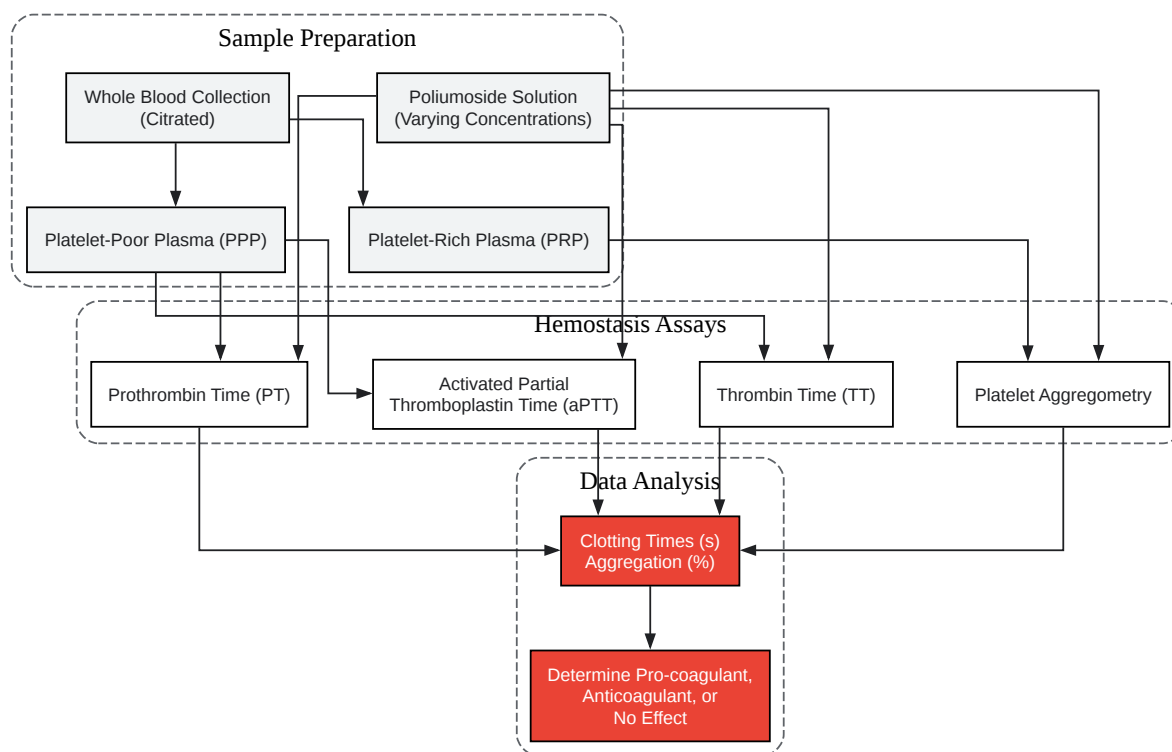 Sample Preparation
Whole Blood Collection
(Citrated)
Poliumoside Solution
(Varying Concentrations)
Platelet-Poor Plasma (PPP)
Platelet-Rich Plasma (PRP)
Hemostasis Assays
Prothrombin Time (PT)
Activated Partial
Thromboplastin Time (aPTT)
Thrombin Time (TT)
Platelet Aggregometry
Data Analysis
Clotting Times (s)
Aggregation (%)
Determine Pro-coagulant,
Anticoagulant, or
No Effect